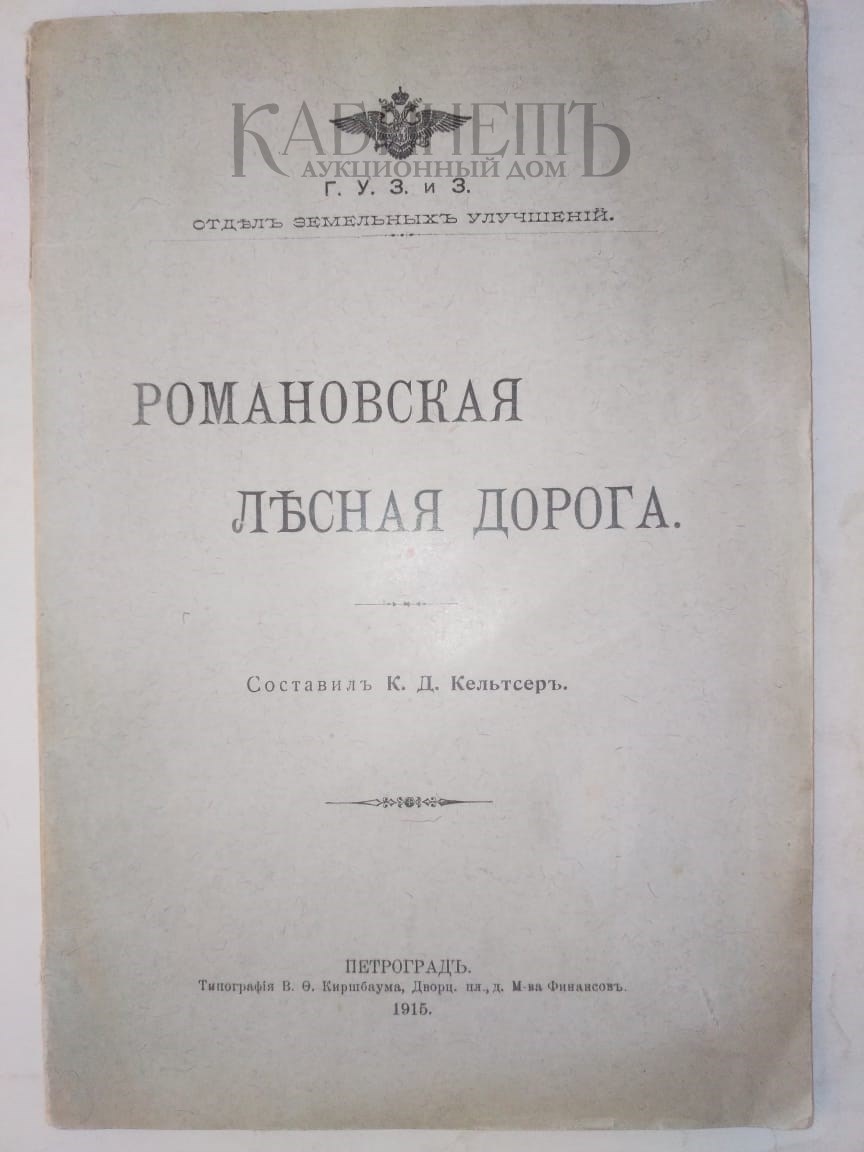 КАБИНЕТЪ
АУКЦИОННЫЙ ДОМ
Г. У. З. и З.
ОТДѢЛЪ ЗЕМЕЛЬНЫХЪ УЛУЧШЕНІЙ.
РОМАНОВСКАЯ
ЛѢСНАЯ ДОРОГА.
Составилъ К. Д. Кельтсеръ.
ПЕТРОГРАДЪ.
Типографія В. Ѳ. Киршбаума, Дворц. пл., д. М-ва Финансовъ.
1915.